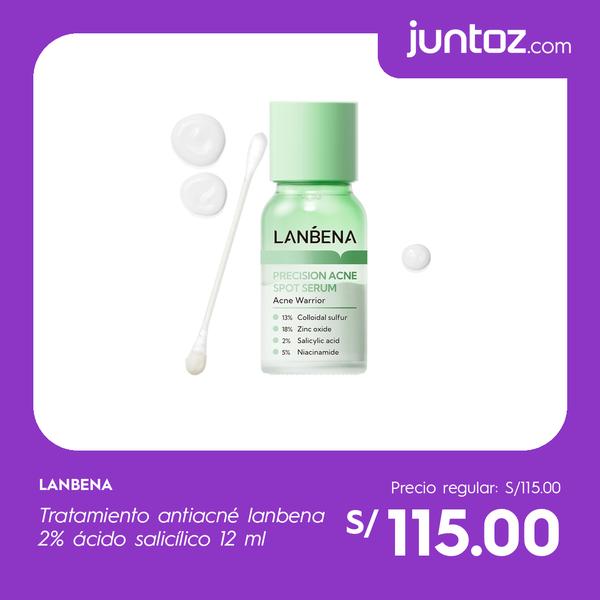 juntoz.com
LANBENA
PRECISION ACNE
SPOT SERUM
Acne Warrior
13% Colloidal sulfur
18% Zinc oxide
2% Salicylic acid
5% Niacinamide
LANBENA
Tratamiento antiacné lanbena
2% ácido salicílico 12 ml
Precio regular: S/115.00
S/115.00